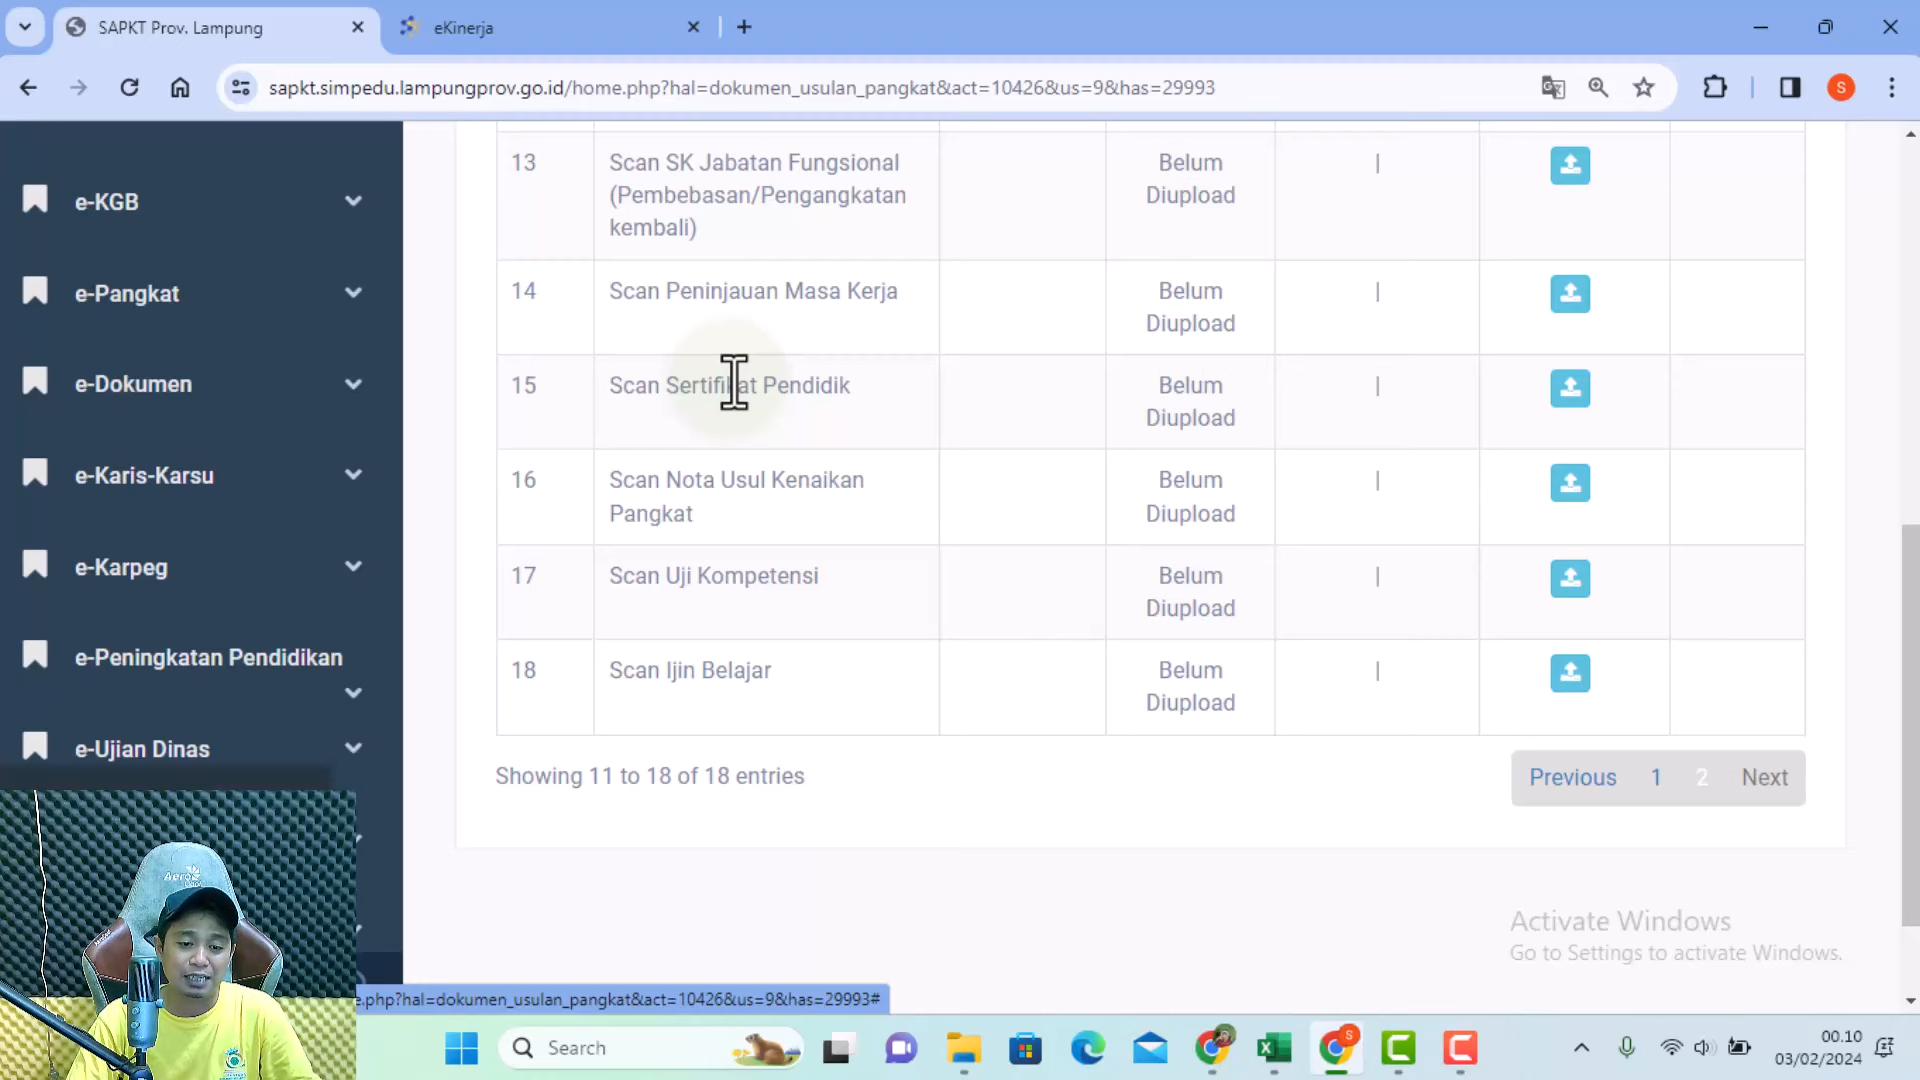 SAPKT Prov. Lampung
eKinerja
sapkt.simpedu.lampungprov.go.id/home.php?hal=dokumen_usulan_pangkat&act=10426&us=9&has=29993
S
e-KGB
e-Pangkat
e-Dokumen
e-Karis-Karsu
e-Karpeg
e-Peningkatan Pendidikan
e-Ujian Dinas
13
Scan SK Jabatan Fungsional
(Pembebasan/Pengangkatan
kembali)
Belum
Diupload
|
14
Scan Peninjauan Masa Kerja
Belum
Diupload
|
15
Scan Sertifikat Pendidik
Belum
Diupload
|
16
Scan Nota Usul Kenaikan
Pangkat
Belum
Diupload
|
17
Scan Uji Kompetensi
Belum
Diupload
|
18
Scan Ijin Belajar
Belum
Diupload
|
Showing 11 to 18 of 18 entries
Previous 1 2 Next
Activate Windows
Go to Settings to activate Windows.
Aero
e.php?hal=dokumen_usulan_pangkat&act=10426&us=9&has=29993#
Search
S
00.10
03/02/2024